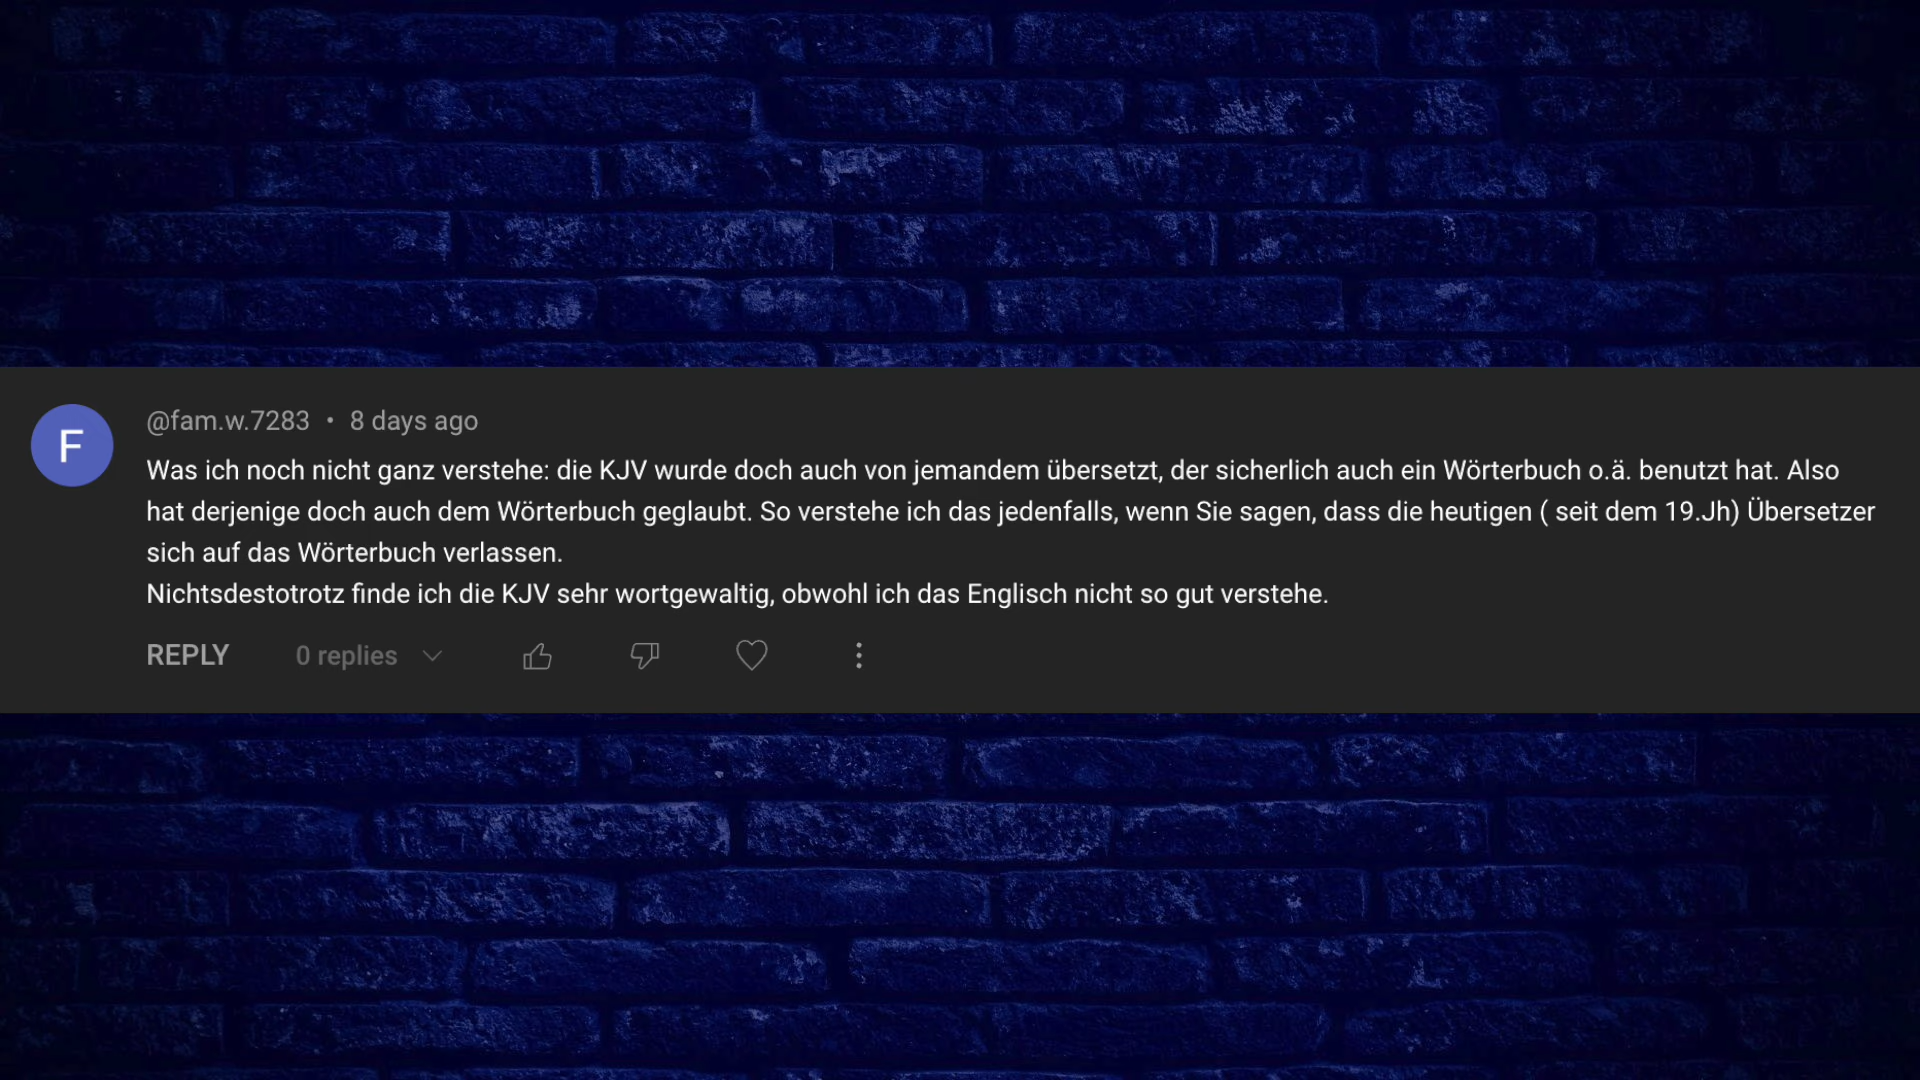 F
@fam.w.7283 • 8 days ago
Was ich noch nicht ganz verstehe: die KJV wurde doch auch von jemandem übersetzt, der sicherlich auch ein Wörterbuch o.ä. benutzt hat. Also
hat derjenige doch auch dem Wörterbuch geglaubt. So verstehe ich das jedenfalls, wenn Sie sagen, dass die heutigen ( seit dem 19.Jh) Übersetzer
sich auf das Wörterbuch verlassen.
Nichtsdestotrotz finde ich die KJV sehr wortgewaltig, obwohl ich das Englisch nicht so gut verstehe.
REPLY 0 replies